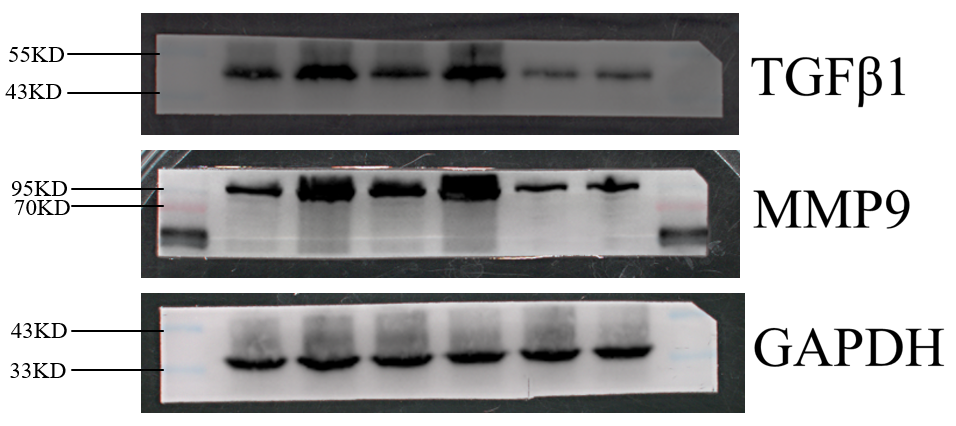 55KD
43KD
TGFβ1
95KD
70KD
MMP9
43KD
33KD
GAPDH